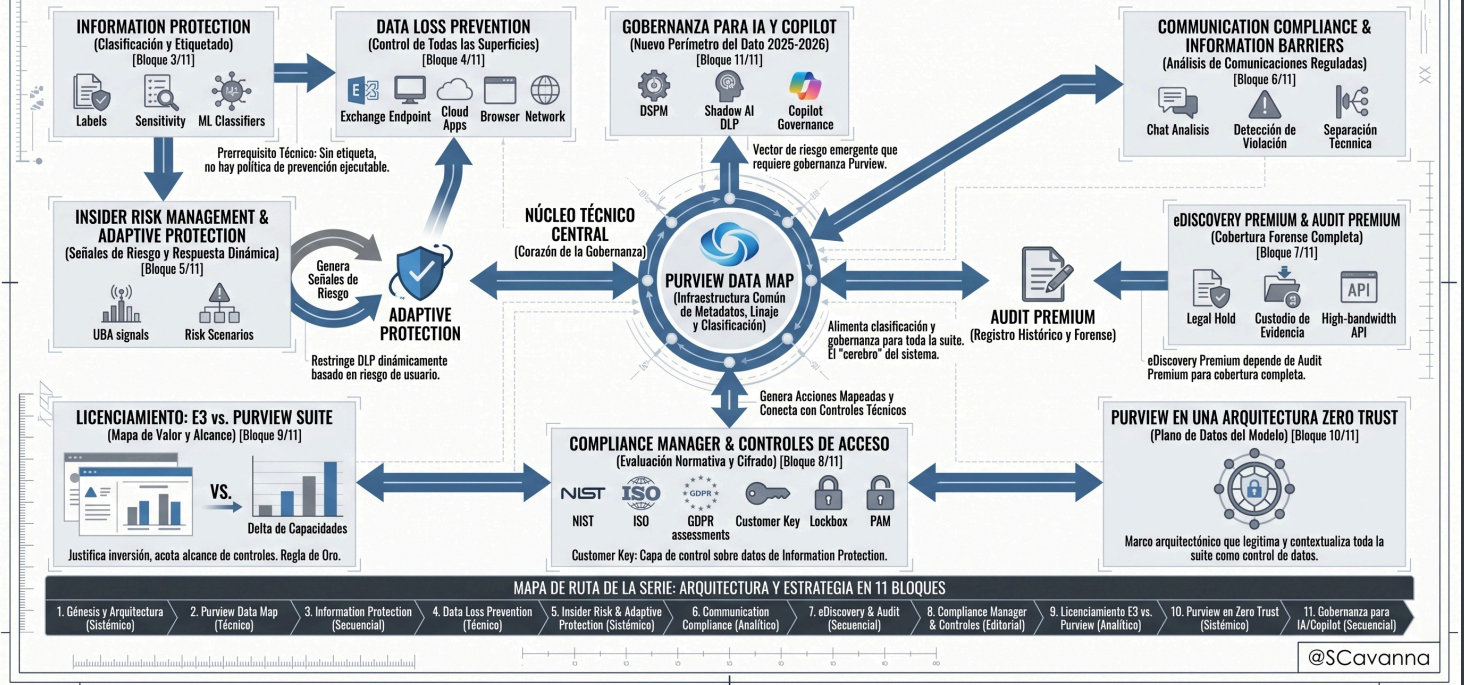 INFORMATION PROTECTION
(Clasificación y Etiquetado)
[Bloque 3/11]
Labels
Sensitivity
ML Classifiers
DATA LOSS PREVENTION
(Control de Todas las Superficies)
[Bloque 4/11]
Exchange
Endpoint
Cloud
Apps
Browser
Network
GOBERNANZA PARA IA Y COPILOT
(Nuevo Perímetro del Dato 2025-2026)
[Bloque 11/11]
DSPM
Shadow AI
DLP
Copilot
Governance
COMMUNICATION COMPLIANCE &
INFORMATION BARRIERS
(Análisis de Comunicaciones Reguladas)
[Bloque 6/11]
Chat Analisis
Detección de
Violación
Separación
Tècnnica
Prerrequisito Técnico: Sin etiqueta,
no hay política de prevención ejecutable.
Vector de riesgo emergente que
requiere gobernanza Purview.
INSIDER RISK MANAGEMENT &
ADAPTIVE PROTECTION
(Señales de Riesgo y Respuesta Dinámica)
[Bloque 5/11]
UBA signals
Risk Scenarios
Genera
Señales de
Riesgo
ADAPTIVE
PROTECTION
Restringe DLP dinámicamente
basado en riesgo de usuario.
NÚCLEO TÉCNICO
CENTRAL
(Corazón de la Gobernanza)
PURVIEW DATA MAP
(Infraestructura Común
de Metadatos, Linaje
y Clasificación)
Alimenta clasificación y
gobernanza para toda la suite.
El "cerebro" del sistema.
AUDIT PREMIUM
(Registro Histórico y Forense)
eDISCOVERY PREMIUM & AUDIT PREMIUM
(Cobertura Forense Completa)
[Bloque 7/11]
API
Legal Hold
Custodio de
Evidencia
High-bandwidth
API
eDiscovery Premium depende de Audit
Premium para cobertura completa.
Genera Acciones Mapeadas y
Conecta con Controles Técnicos
LICENCIAMIENTO: E3 vs. PURVIEW SUITE
(Mapa de Valor y Alcance) [Bloque 9/11]
VS.
Delta de Capacidades
Justifica inversión, acota alcance de controles. Regla de Oro.
COMPLIANCE MANAGER & CONTROLES DE ACCESO
(Evaluación Normativa y Cifrado) [Bloque 8/11]
NIST
ISO
GDPR
NIST
ISO
GDPR
assessments
Customer Key
Lockbox
PAM
Customer Key: Capa de control sobre datos de Information Protection.
PURVIEW EN UNA ARQUITECTURA ZERO TRUST
(Plano de Datos del Modelo) [Bloque 10/11]
Marco arquitectónico que legitima y contextualiza toda la
suite como control de datos.
MAPA DE RUTA DE LA SERIE: ARQUITECTURA Y ESTRATEGIA EN 11 BLOQUES
1. Génesis y Arquitectura
(Sistémico)
2. Purview Data Map
(Técnico)
3. Information Protection
(Secuencial)
4. Data Loss Prevention
(Técnico)
5. Insider Risk & Adaptive
Protection (Sistémico)
6. Communication
Compliance (Analítico)
7. eDiscovery & Audit
(Secuencial)
8. Compliance Manager
& Controles (Editorial)
9. Licenciamiento E3 vs.
Purview (Analítico)
10. Purview en Zero Trust
(Sistémico)
11. Gobernanza para
IA/Copilot (Secuencial)
@SCavanna